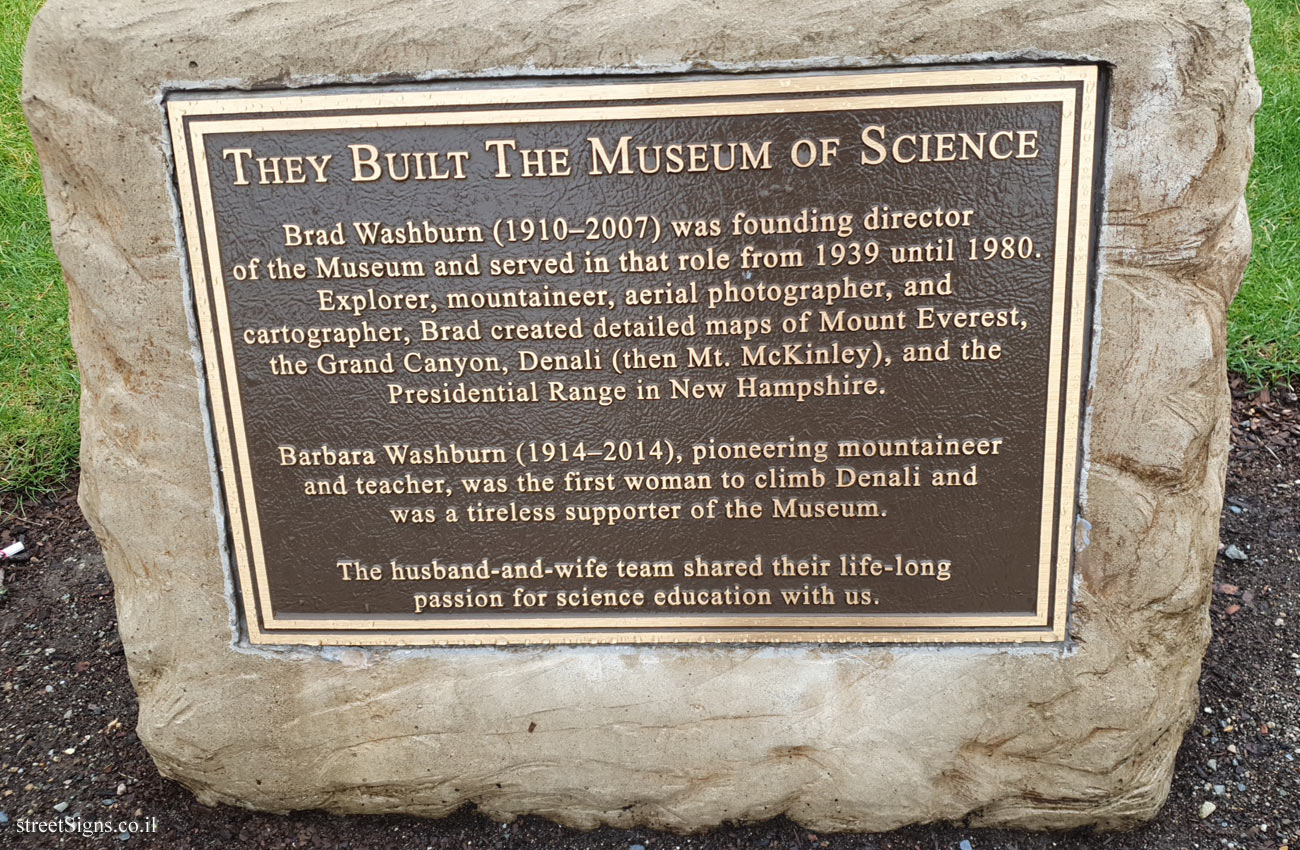 THEY BUILT THE MUSEUM OF SCIENCE
Brad Washburn (1910–2007) was founding director
of the Museum and served in that role from 1939 until 1980.
Explorer, mountaineer, aerial photographer, and
cartographer, Brad created detailed maps of Mount Everest,
the Grand Canyon, Denali (then Mt. McKinley), and the
Presidential Range in New Hampshire.
Barbara Washburn (1914–2014), pioneering mountaineer
and teacher, was the first woman to climb Denali and
was a tireless supporter of the Museum.
The husband-and-wife team shared their life-long
passion for science education with us.
streetSigns.co.il